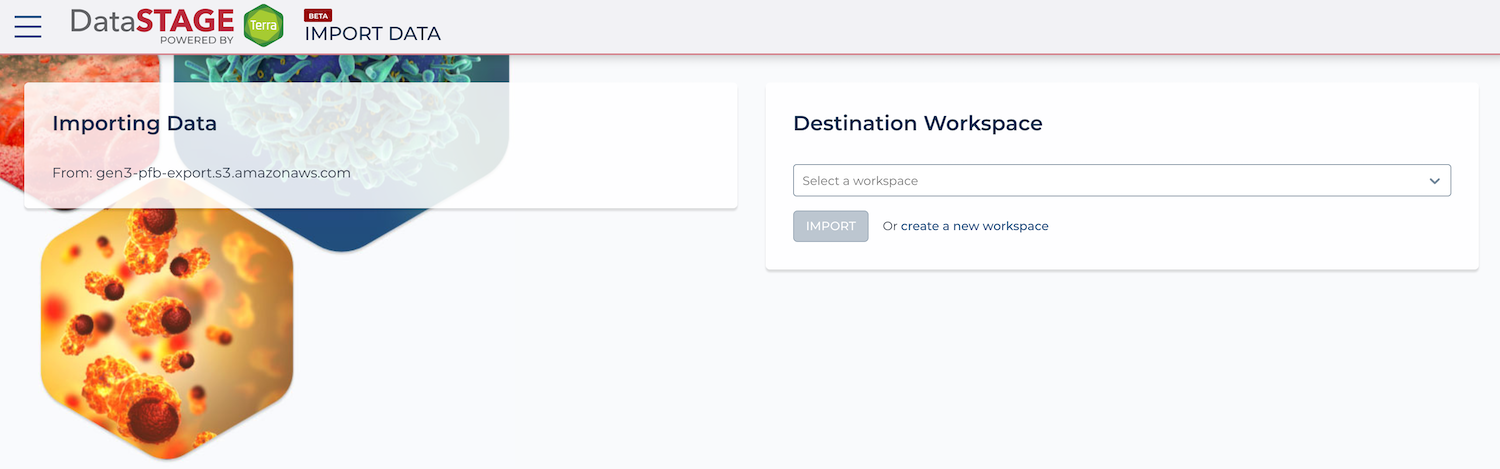 DataSTAGE
POWERED BY
Terra
BETA
IMPORT DATA
Importing Data
From: gen3-pfb-export.s3.amazonaws.com
Destination Workspace
Select a workspace
IMPORT Or create a new workspace